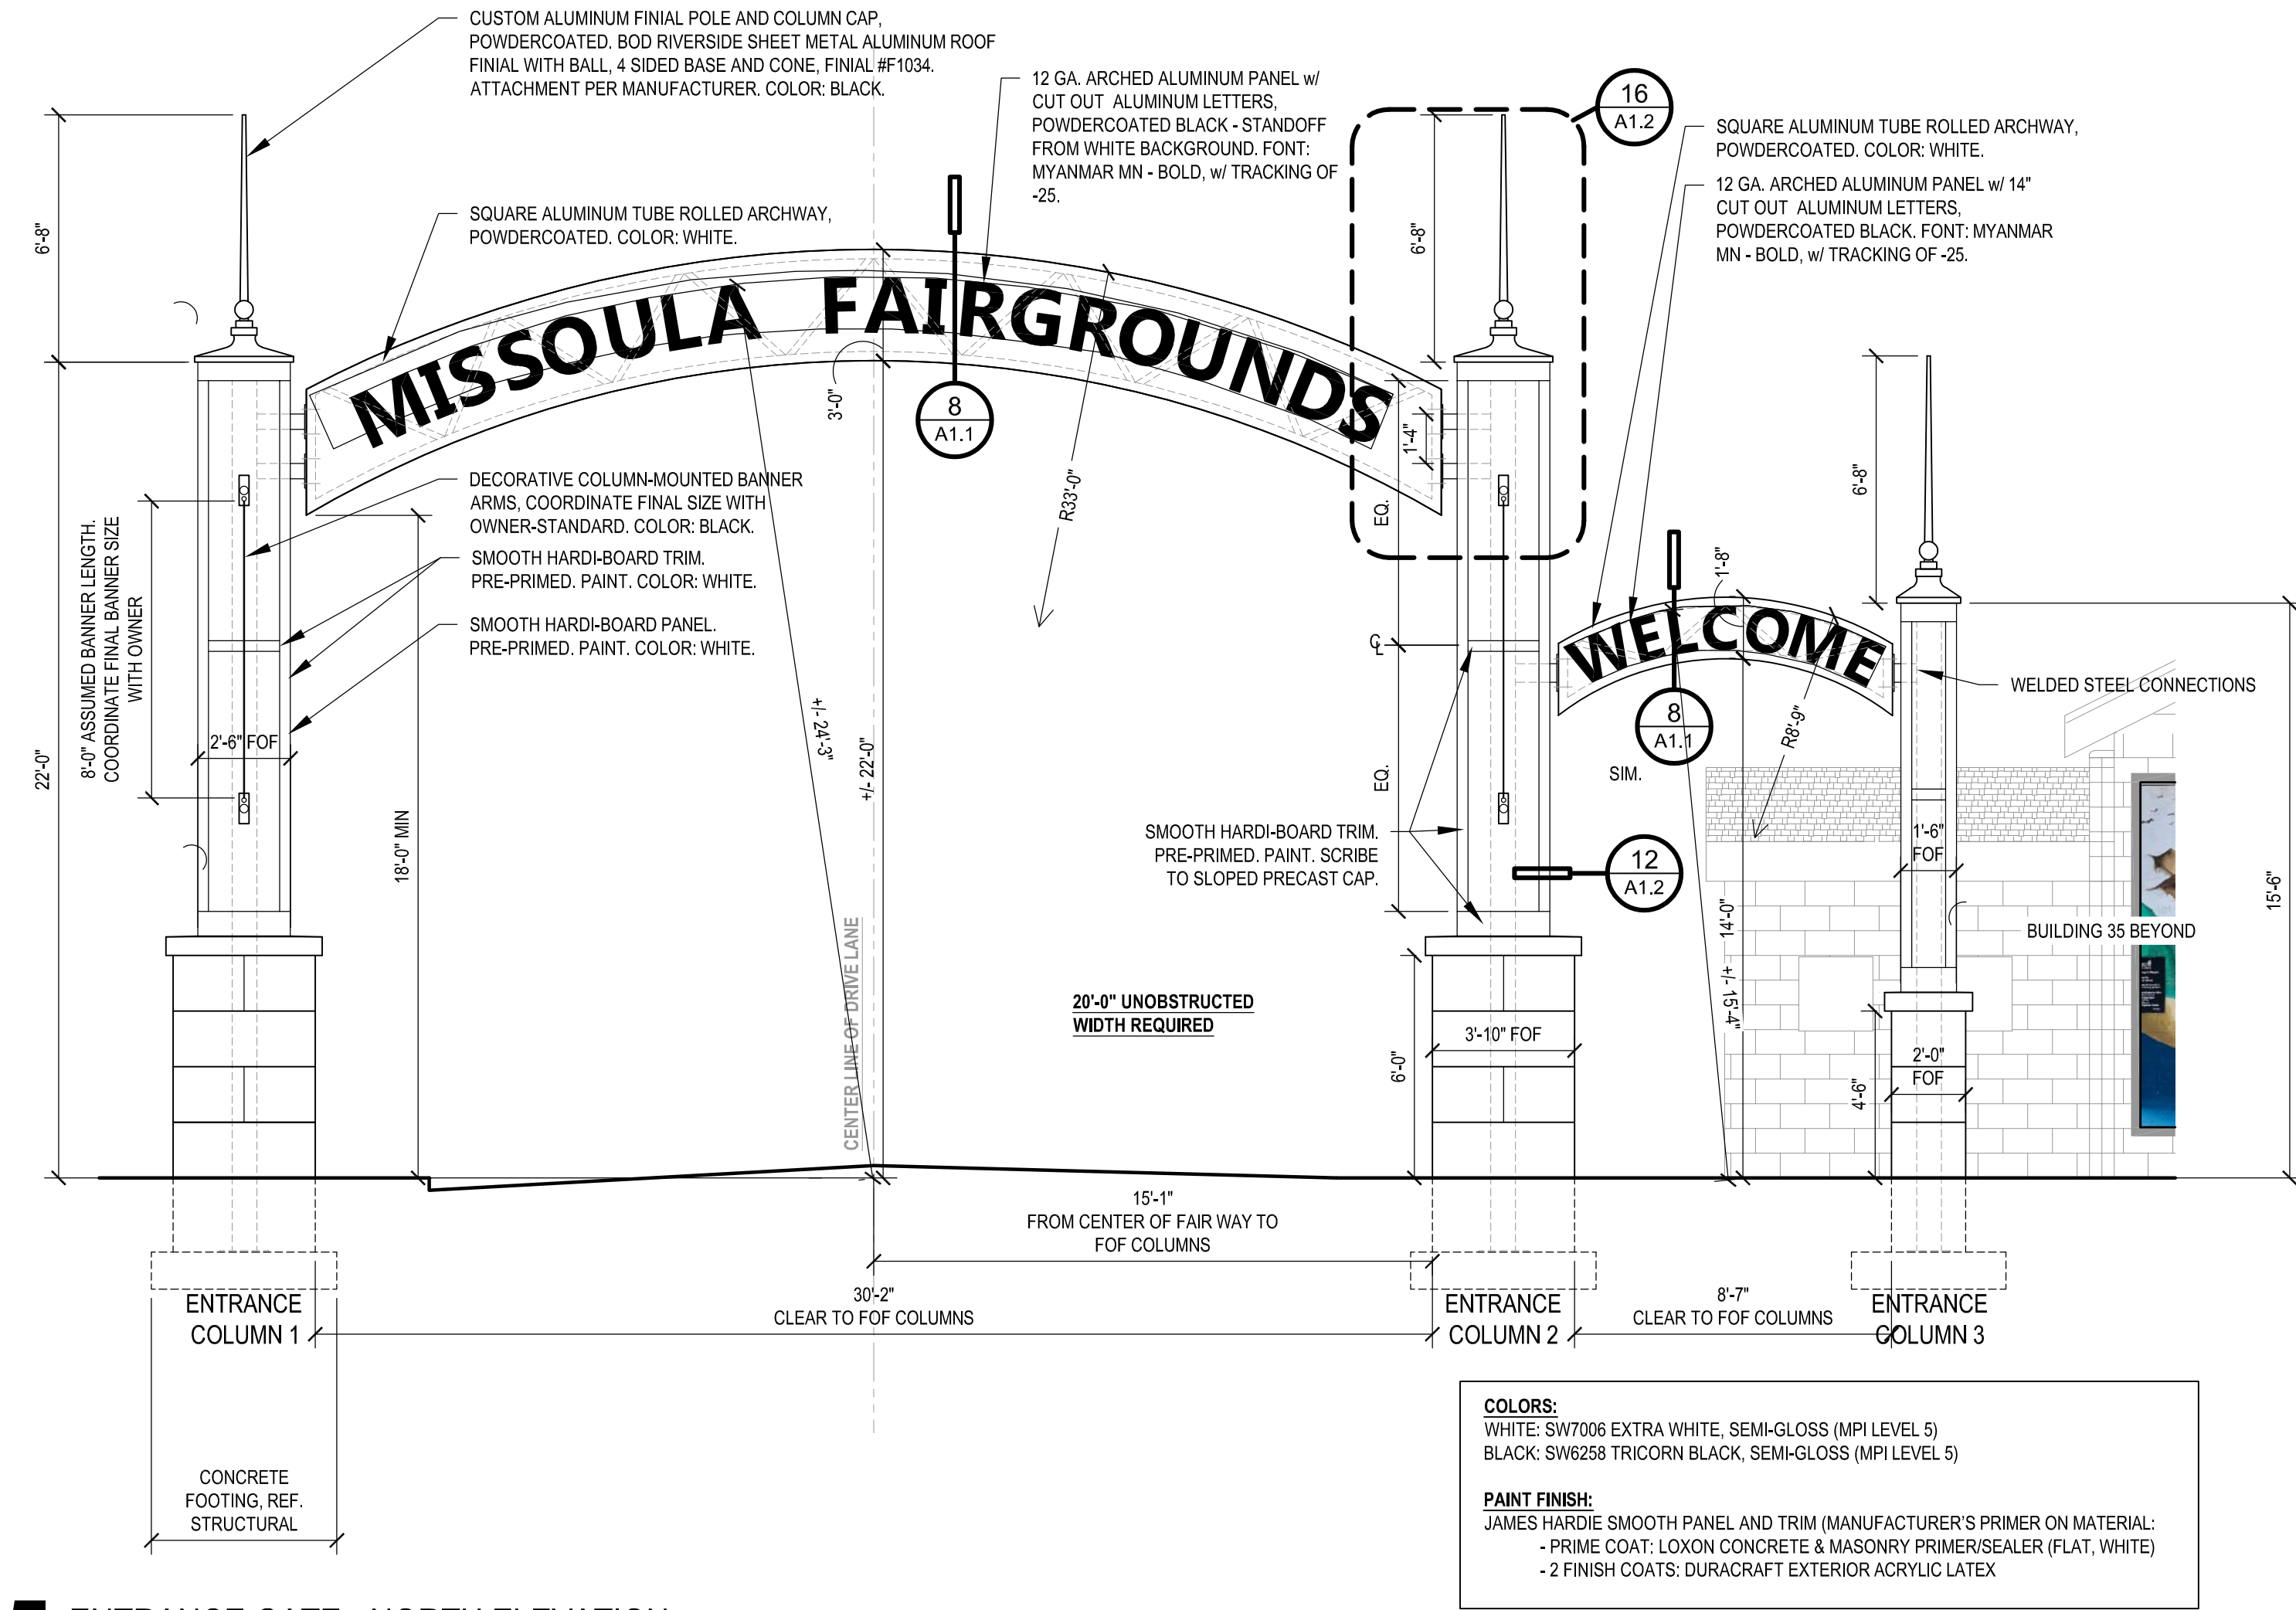 CUSTOM ALUMINUM FINIAL POLE AND COLUMN CAP,
POWDERCOATED. BOD RIVERSIDE SHEET METAL ALUMINUM ROOF
FINIAL WITH BALL, 4 SIDED BASE AND CONE, FINIAL #F1034.
ATTACHMENT PER MANUFACTURER. COLOR: BLACK.
12 GA. ARCHED ALUMINUM PANEL w/
CUT OUT ALUMINUM LETTERS,
POWDERCOATED BLACK - STANDOFF
FROM WHITE BACKGROUND. FONT:
MYANMAR MN - BOLD, w/ TRACKING OF
-25.
16
A1.2
SQUARE ALUMINUM TUBE ROLLED ARCHWAY,
POWDERCOATED. COLOR: WHITE.
12 GA. ARCHED ALUMINUM PANEL w/ 14"
CUT OUT ALUMINUM LETTERS,
POWDERCOATED BLACK. FONT: MYANMAR
MN - BOLD, w/ TRACKING OF -25.
SQUARE ALUMINUM TUBE ROLLED ARCHWAY,
POWDERCOATED. COLOR: WHITE.
6'-8"
6'-8"
MISSOULA FAIRGROUNDS
3'-0"
8
A1.1
1'-4"
R33'-0"
EQ.
6'-8"
DECORATIVE COLUMN-MOUNTED BANNER
ARMS, COORDINATE FINAL SIZE WITH
OWNER-STANDARD. COLOR: BLACK.
SMOOTH HARDI-BOARD TRIM.
PRE-PRIMED. PAINT. COLOR: WHITE.
SMOOTH HARDI-BOARD PANEL.
PRE-PRIMED. PAINT. COLOR: WHITE.
8'-0" ASSUMED BANNER LENGTH.
COORDINATE FINAL BANNER SIZE
WITH OWNER
1'-8"
WELCOME
CL
WELDED STEEL CONNECTIONS
8
A1.1
SIM.
R8'-9"
2'-6" FOF
22'-0"
+/- 24'-3"
+/- 22'-0"
18'-0" MIN
EQ.
SMOOTH HARDI-BOARD TRIM.
PRE-PRIMED. PAINT. SCRIBE
TO SLOPED PRECAST CAP.
12
A1.2
1'-6"
FOF
15'-6"
14'-0"
+/- 15'-4"
BUILDING 35 BEYOND
CENTER LINE OF DRIVE LANE
20'-0" UNOBSTRUCTED
WIDTH REQUIRED
3'-10" FOF
6'-0"
2'-0"
FOF
4'-6"
15'-1"
FROM CENTER OF FAIR WAY TO
FOF COLUMNS
30'-2"
CLEAR TO FOF COLUMNS
8'-7"
CLEAR TO FOF COLUMNS
ENTRANCE
COLUMN 1
ENTRANCE
COLUMN 2
ENTRANCE
COLUMN 3
CONCRETE
FOOTING, REF.
STRUCTURAL
COLORS:
WHITE: SW7006 EXTRA WHITE, SEMI-GLOSS (MPI LEVEL 5)
BLACK: SW6258 TRICORN BLACK, SEMI-GLOSS (MPI LEVEL 5)
PAINT FINISH:
JAMES HARDIE SMOOTH PANEL AND TRIM (MANUFACTURER'S PRIMER ON MATERIAL:
- PRIME COAT: LOXON CONCRETE & MASONRY PRIMER/SEALER (FLAT, WHITE)
- 2 FINISH COATS: DURACRAFT EXTERIOR ACRYLIC LATEX
ENTRANCE GATE - NORTH ELEVATION